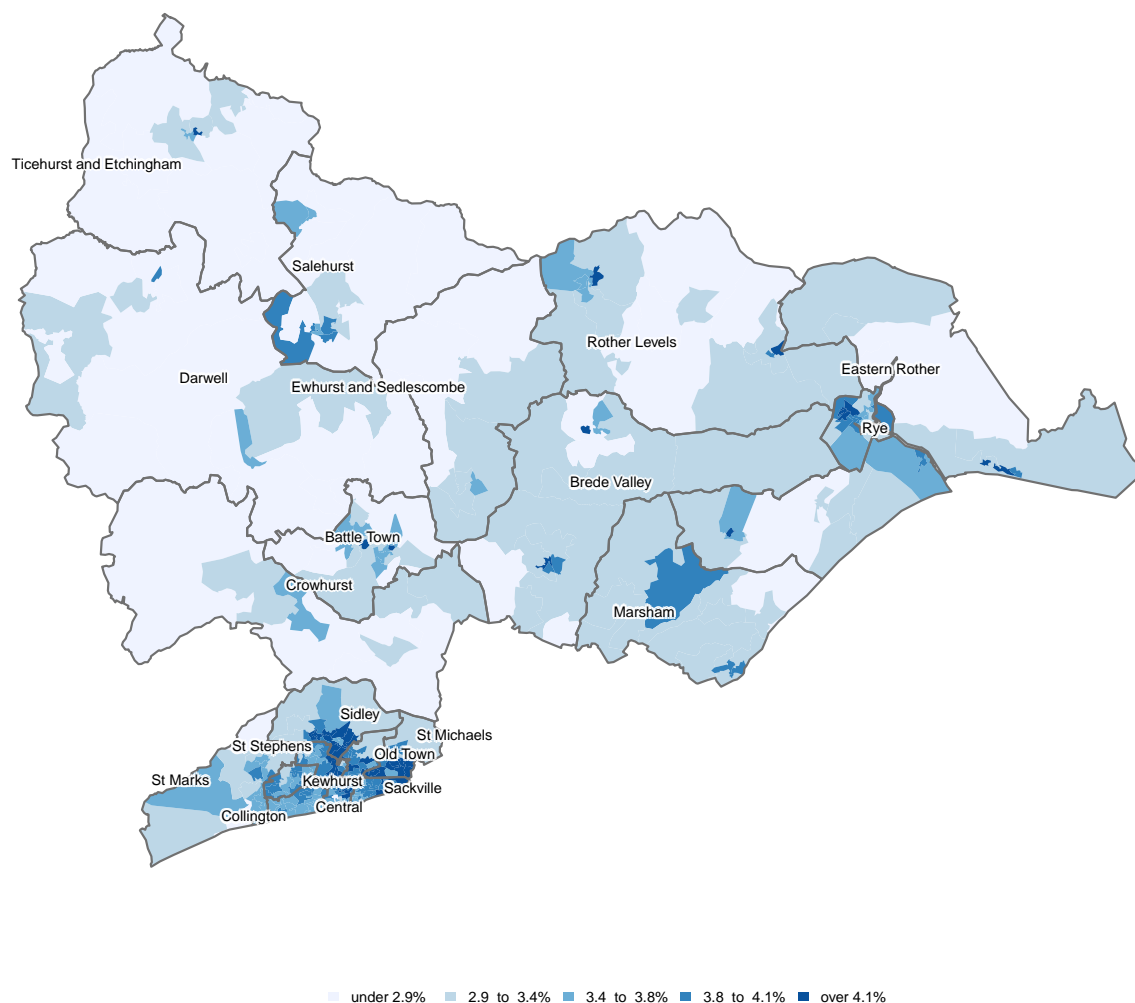 Ticehurst and Etchingham
Salehurst
Rother Levels
Eastern Rother
Darwell
Ewhurst and Sedlescombe
Rye
Brede Valley
Battle Town
Crowhurst
Marsham
Sidley
St Michaels
St Stephens
Old Town
St Marks
Kewhurst
Sackville
Central
Collington
under 2.9% 2.9 to 3.4% 3.4 to 3.8% 3.8 to 4.1% over 4.1%